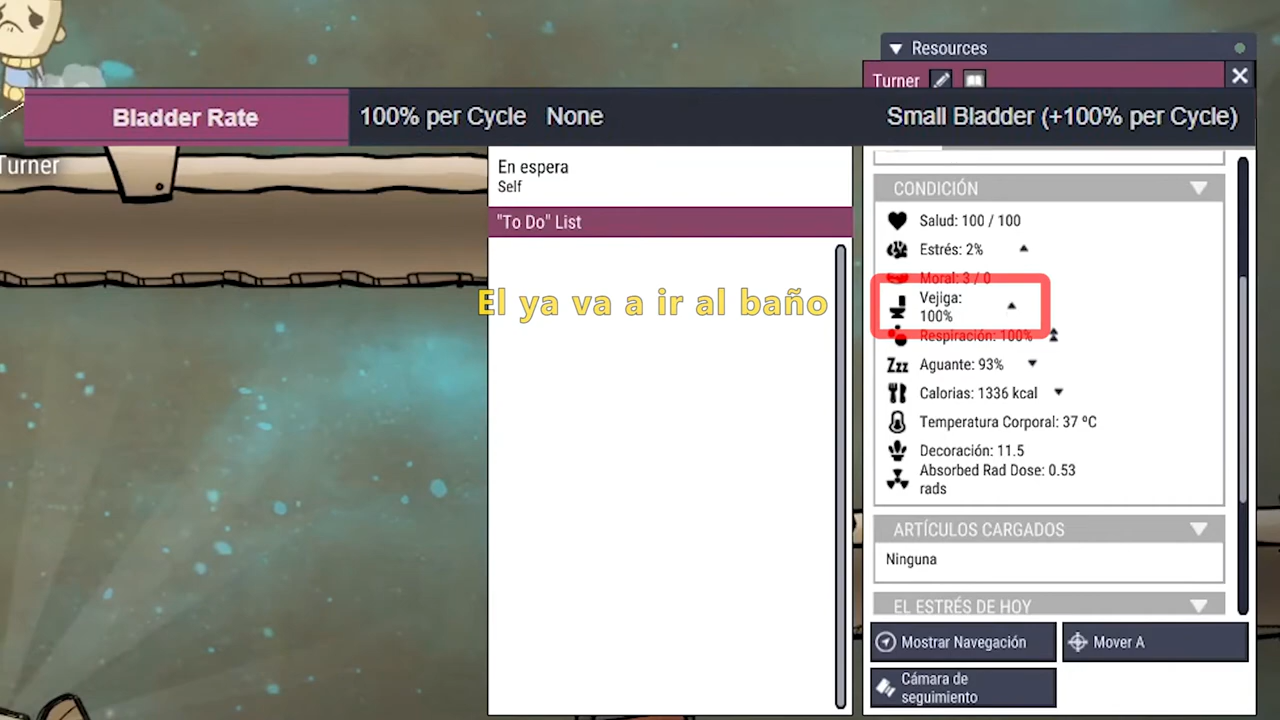 Resources
Turner
Bladder Rate 100% per Cycle None Small Bladder (+100% per Cycle)
Turner
En espera
Self
"To Do" List
El ya va a ir al baño
CONDICIÓN
Salud: 100 / 100
Estrés: 2%
Moral: 3 / 0
Vejiga:
100%
Respiración: 100%
Aguante: 93%
Calorias: 1336 kcal
Temperatura Corporal: 37 ºC
Decoración: 11.5
Absorbed Rad Dose: 0.53
rads
ARTÍCULOS CARGADOS
Ninguna
EL ESTRÉS DE HOY
Mostrar Navegación
Mover A
Cámara de
seguimiento